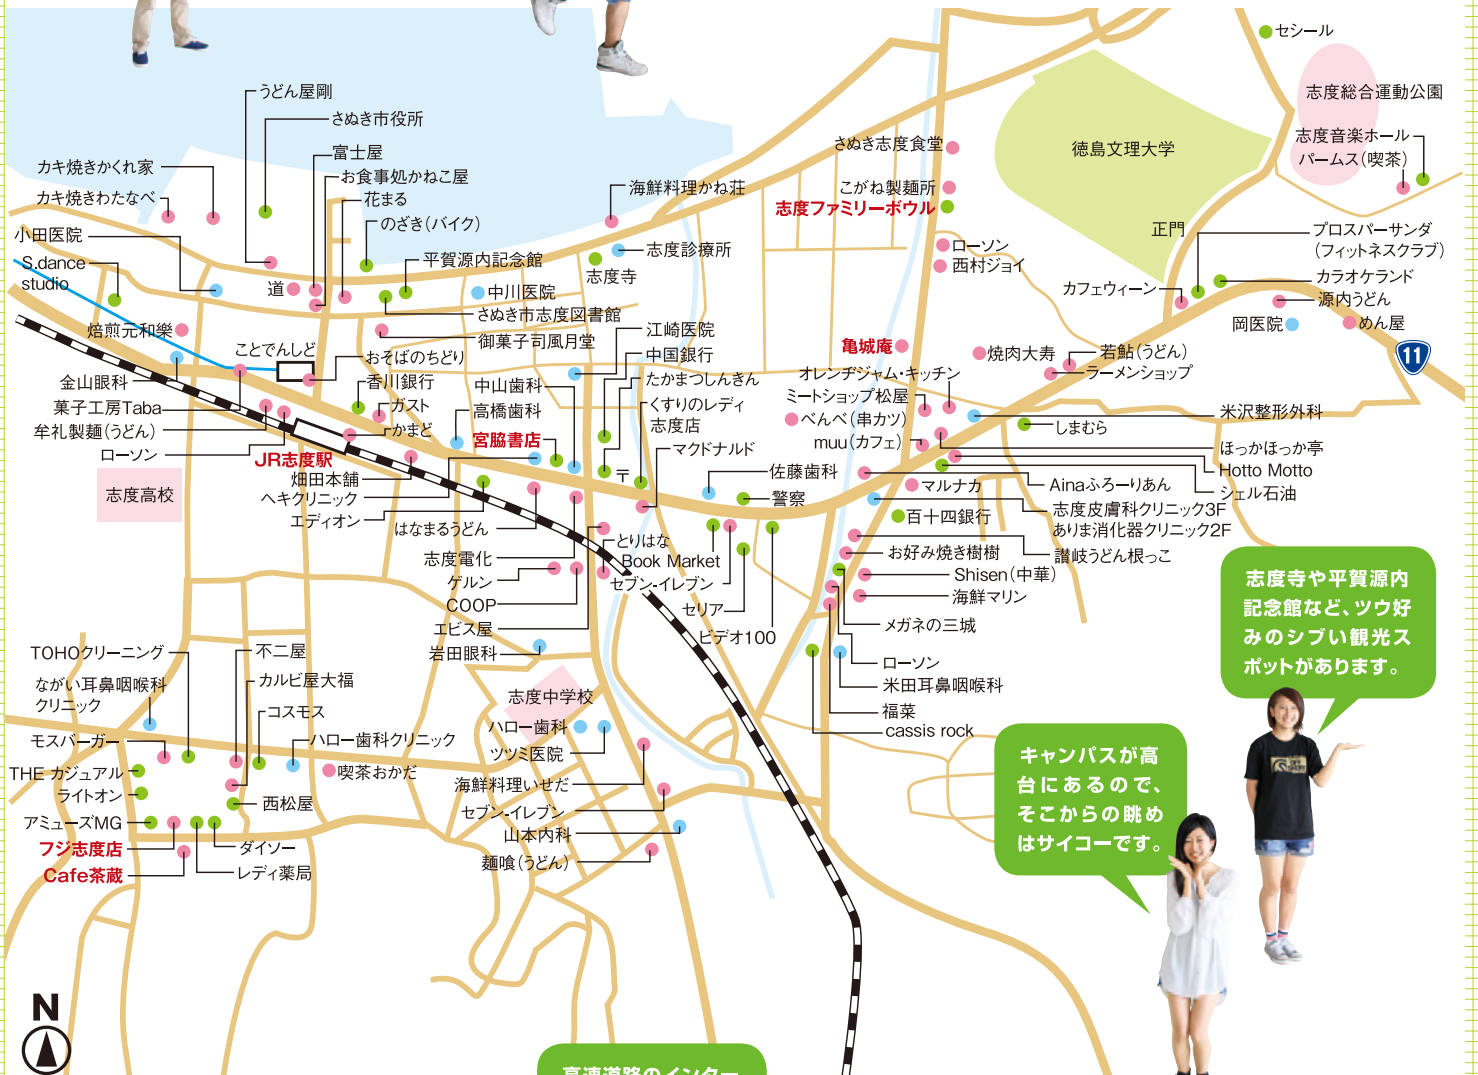 セシール
志度総合運動公園
志度音楽ホール
パームス(喫茶)
うどん屋剛
さぬき市役所
富士屋
お食事処かねこ屋
花まる
のざき(バイク)
カキ焼きかくれ家
カキ焼きわたなべ
小田医院
S.dance
studio
道
平賀源内記念館
中川医院
さぬき市志度図書館
御菓子司風月堂
海鮮料理かね荘
志度診療所
志度寺
さぬき志度食堂
こがね製麺所
志度ファミリーボウル
ローソン
西村ジョイ
徳島文理大学
正門
プロスパーサンダ
(フィットネスクラブ)
カラオケランド
カフェウィーン
源内うどん
岡医院
めん屋
11
焙煎元和樂
ことでんしど
おそばのちどり
金山眼科
菓子工房Taba
牟礼製麺(うどん)
ローソン
JR志度駅
香川銀行
ガスト
かまど
畑田本舗
ヘキクリニック
エディオン
志度高校
江崎医院
中国銀行
たかまつしんきん
くすりのレディ
志度店
マクドナルド
中山歯科
高橋歯科
宮脇書店
〒
はなまるうどん
志度電化
ゲルン
COOP
エビス屋
岩田眼科
とりはな
Book Market
セブン-イレブン
セリア
ビデオ100
佐藤歯科
警察
亀城庵
焼肉大寿
若鮎(うどん)
ラーメンショップ
オレンヂジャム・キッチン
ミートショップ松屋
べんべ(串カツ)
muu(カフェ)
しまむら
米沢整形外科
ほっかほっか亭
Hotto Motto
シェル石油
マルナカ
Ainaふろーりあん
志度皮膚科クリニック3F
ありま消化器クリニック2F
百十四銀行
讃岐うどん根っこ
お好み焼き樹樹
Shisen(中華)
海鮮マリン
メガネの三城
ローソン
米田耳鼻咽喉科
福菜
cassis rock
TOHOクリーニング
不二屋
ながい耳鼻咽喉科
クリニック
カルビ屋大福
コスモス
モスバーガー
ハロー歯科クリニック
THE カジュアル
喫茶おかだ
ライトオン
西松屋
アミューズMG
フジ志度店
ダイソー
Cafe茶蔵
レディ薬局
志度中学校
ハロー歯科
ツツミ医院
海鮮料理いせだ
セブン-イレブン
山本内科
麺喰(うどん)
志度寺や平賀源内
記念館など、ツウ好
みのシブい観光ス
ポットがあります。
キャンパスが高
台にあるので、
そこからの眺め
はサイコーです。
N
高速道路のインター